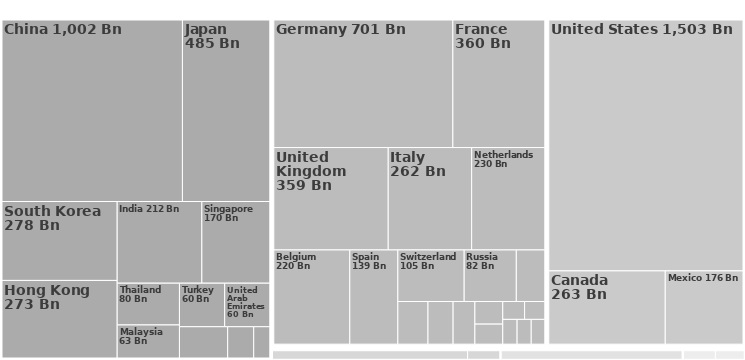 China 1,002 Bn
Japan
485 Bn
South Korea
278 Bn
India 212 Bn
Singapore
170 Bn
Hong Kong
273 Bn
Thailand
80 Bn
Malaysia
63 Bn
Turkey
60 Bn
United
Arab
Emirates
60 Bn
Germany 701 Bn
France
360 Bn
United
Kingdom
359 Bn
Italy
262 Bn
Netherlands
230 Bn
Belgium
220 Bn
Spain
139 Bn
Switzerland
105 Bn
Russia
82 Bn
United States 1,503 Bn
Canada
263 Bn
Mexico 176 Bn